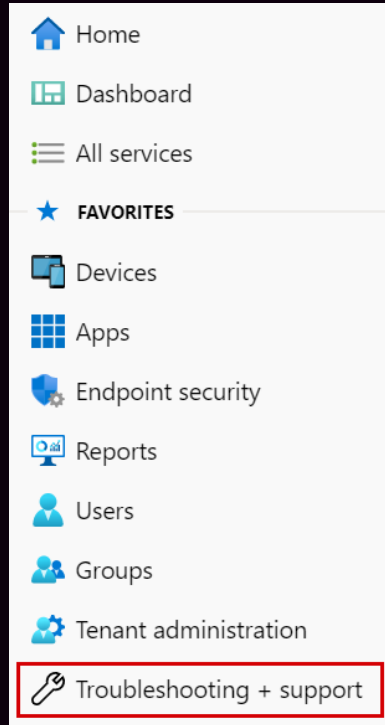 Home
Dashboard
All services
FAVORITES
Devices
Apps
Endpoint security
Reports
Users
Groups
Tenant administration
Troubleshooting + support